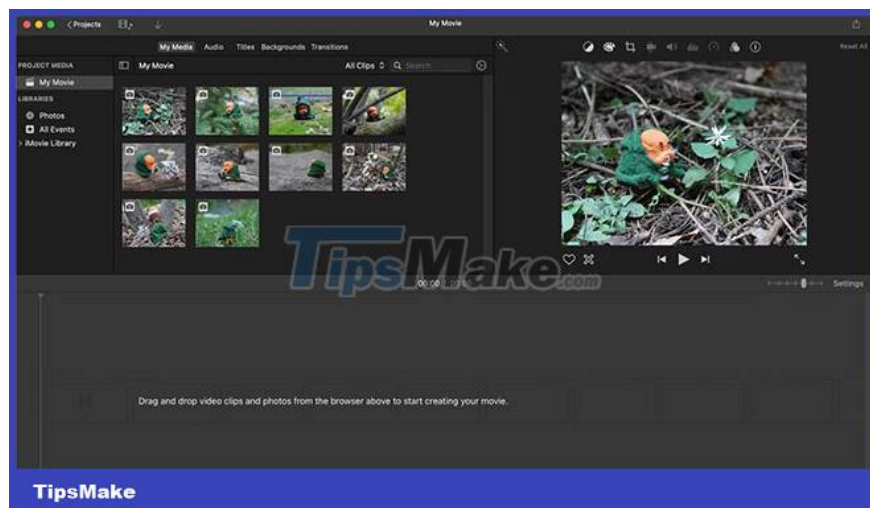 Projects
My Movie
My Media Audio Titles Backgrounds Transitions
Reset All
PROJECT MEDIA
My Movie
All Clips
Search
My Movie
LIBRARIES
Photos
All Events
iMovie Library
TipsMake.com
00:00
Settings
Drag and drop video clips and photos from the browser above to start creating your movie.
TipsMake